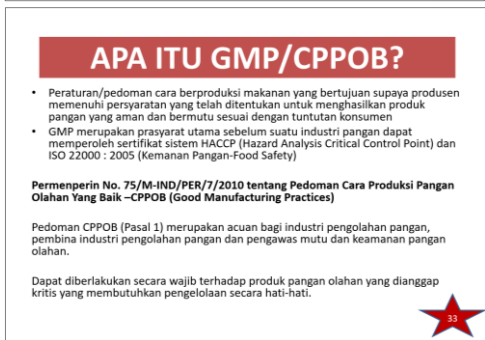 APA ITU GMP/CPPOB?
• Peraturan/pedoman cara berproduksi makanan yang bertujuan supaya produsen
memenuhi persyaratan yang telah ditentukan untuk menghasilkan produk
pangan yang aman dan bermutu sesuai dengan tuntutan konsumen
• GMP merupakan prasyarat utama sebelum suatu industri pangan dapat
memperoleh sertifikat sistem HACCP (Hazard Analysis Critical Control Point) dan
ISO 22000 : 2005 (Kemanan Pangan-Food Safety)
Permenperin No. 75/M-IND/PER/7/2010 tentang Pedoman Cara Produksi Pangan
Olahan Yang Baik –CPPOB (Good Manufacturing Practices)
Pedoman CPPOB (Pasal 1) merupakan acuan bagi industri pengolahan pangan,
pembina industri pengolahan pangan dan pengawas mutu dan keamanan pangan
olahan.
Dapat diberlakukan secara wajib terhadap produk pangan olahan yang dianggap
kritis yang membutuhkan pengelolaan secara hati-hati.
33